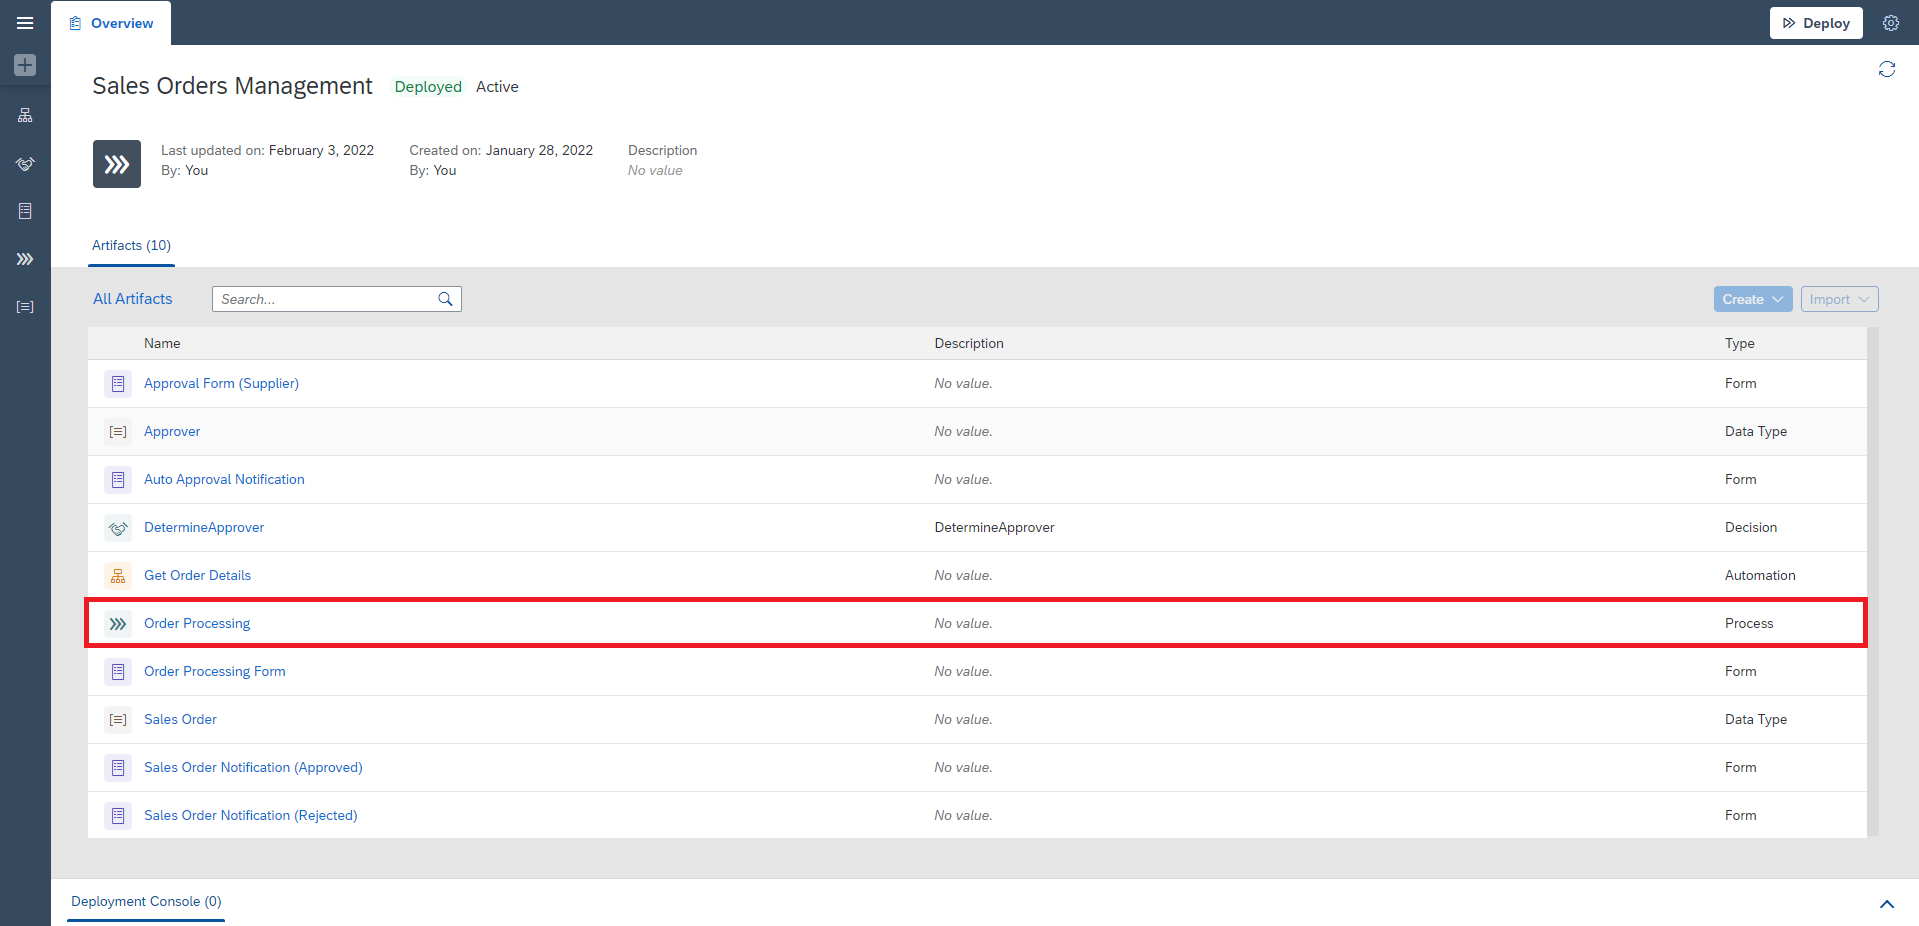 Overview
Deploy
Sales Orders Management Deployed Active
Last updated on: February 3, 2022 Created on: January 28, 2022 Description
By: You By: You No value
Artifacts (10)
All Artifacts Search... Create Import
Name Description Type
Approval Form (Supplier) No value. Form
Approver No value. Data Type
Auto Approval Notification No value. Form
DetermineApprover DetermineApprover Decision
Get Order Details No value. Automation
Order Processing No value. Process
Order Processing Form No value. Form
Sales Order No value. Data Type
Sales Order Notification (Approved) No value. Form
Sales Order Notification (Rejected) No value. Form
Deployment Console (0)